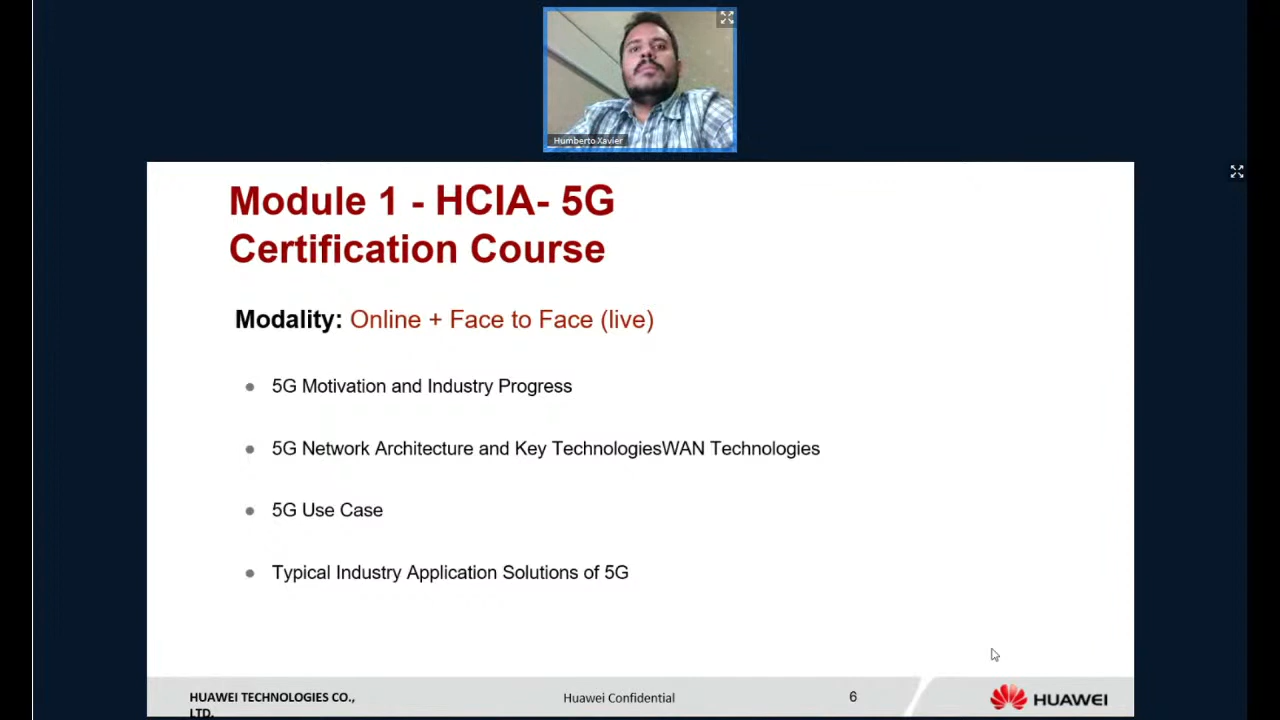 Humberto Xavier
Module 1 - HCIA- 5G
Certification Course
Modality: Online + Face to Face (live)
5G Motivation and Industry Progress
5G Network Architecture and Key TechnologiesWAN Technologies
5G Use Case
Typical Industry Application Solutions of 5G
HUAWEI TECHNOLOGIES CO.,
LTD.
Huawei Confidential
6
HUAWEI